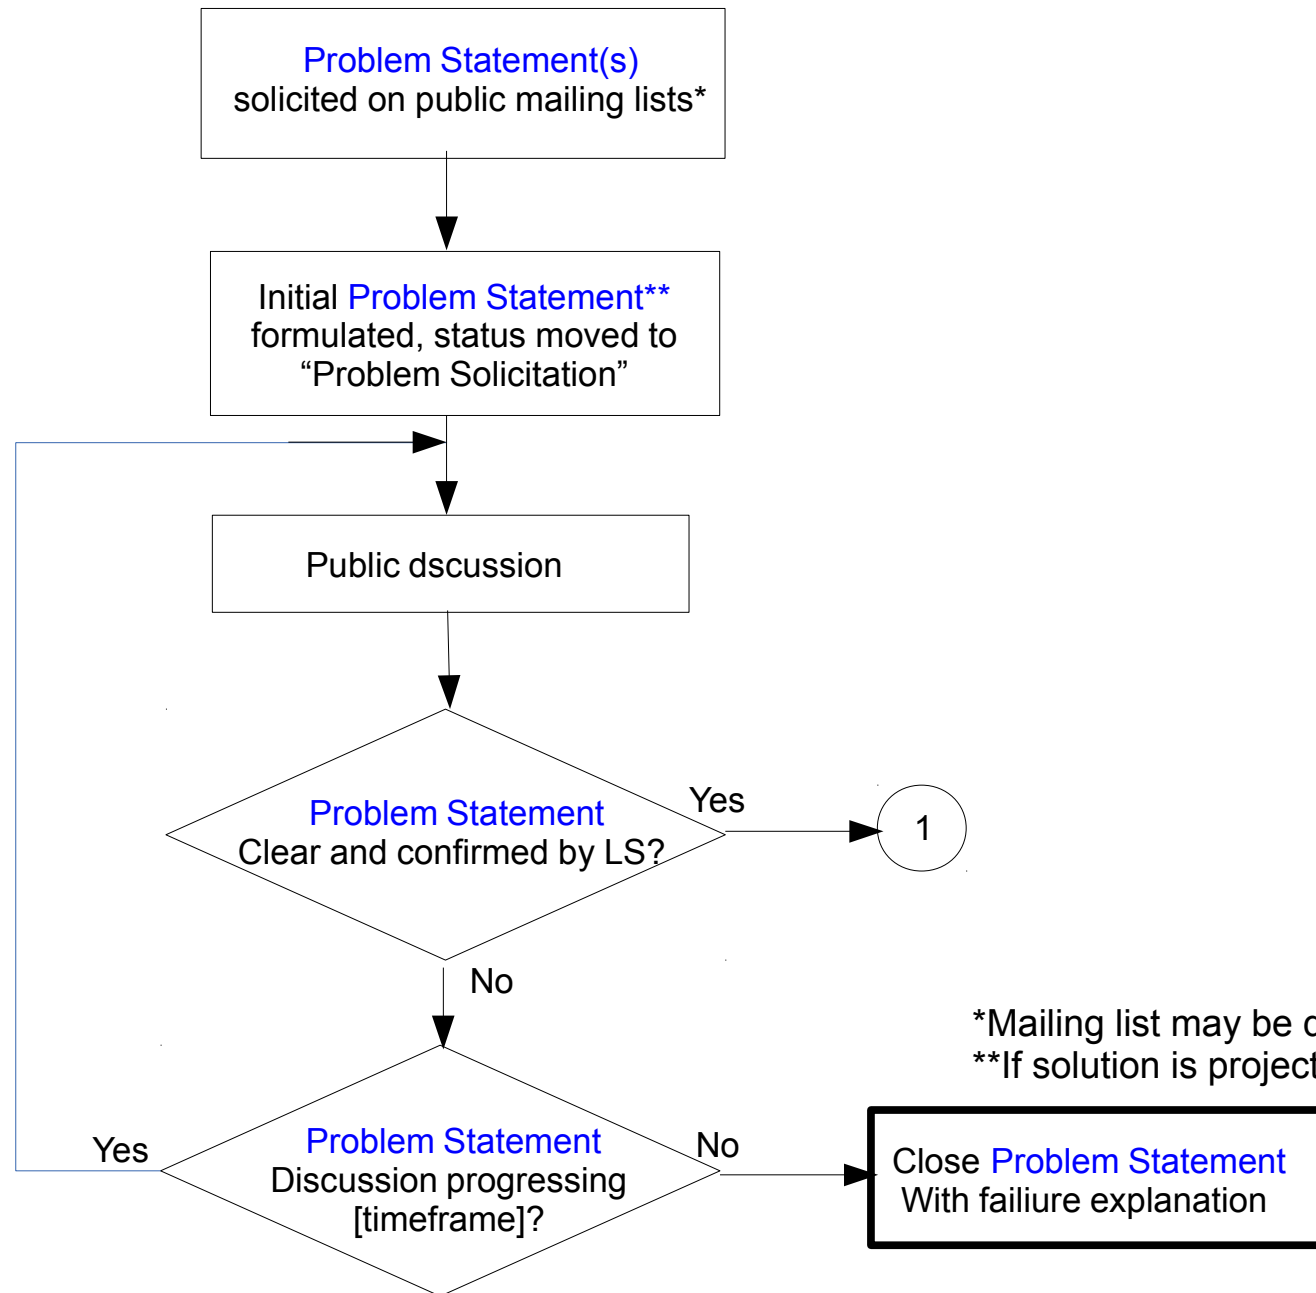 Problem Statement(s)
solicited on public mailing lists*
Initial Problem Statement**
formulated, status moved to
“Problem Solicitation”
Public dscussion
Problem Statement
Clear and confirmed by LS?
Yes
1
No
*Mailing list may be
**If solution is project
Problem Statement
Discussion progressing
[timeframe]?
Yes
No
Close Problem Statement
With failiure explanation